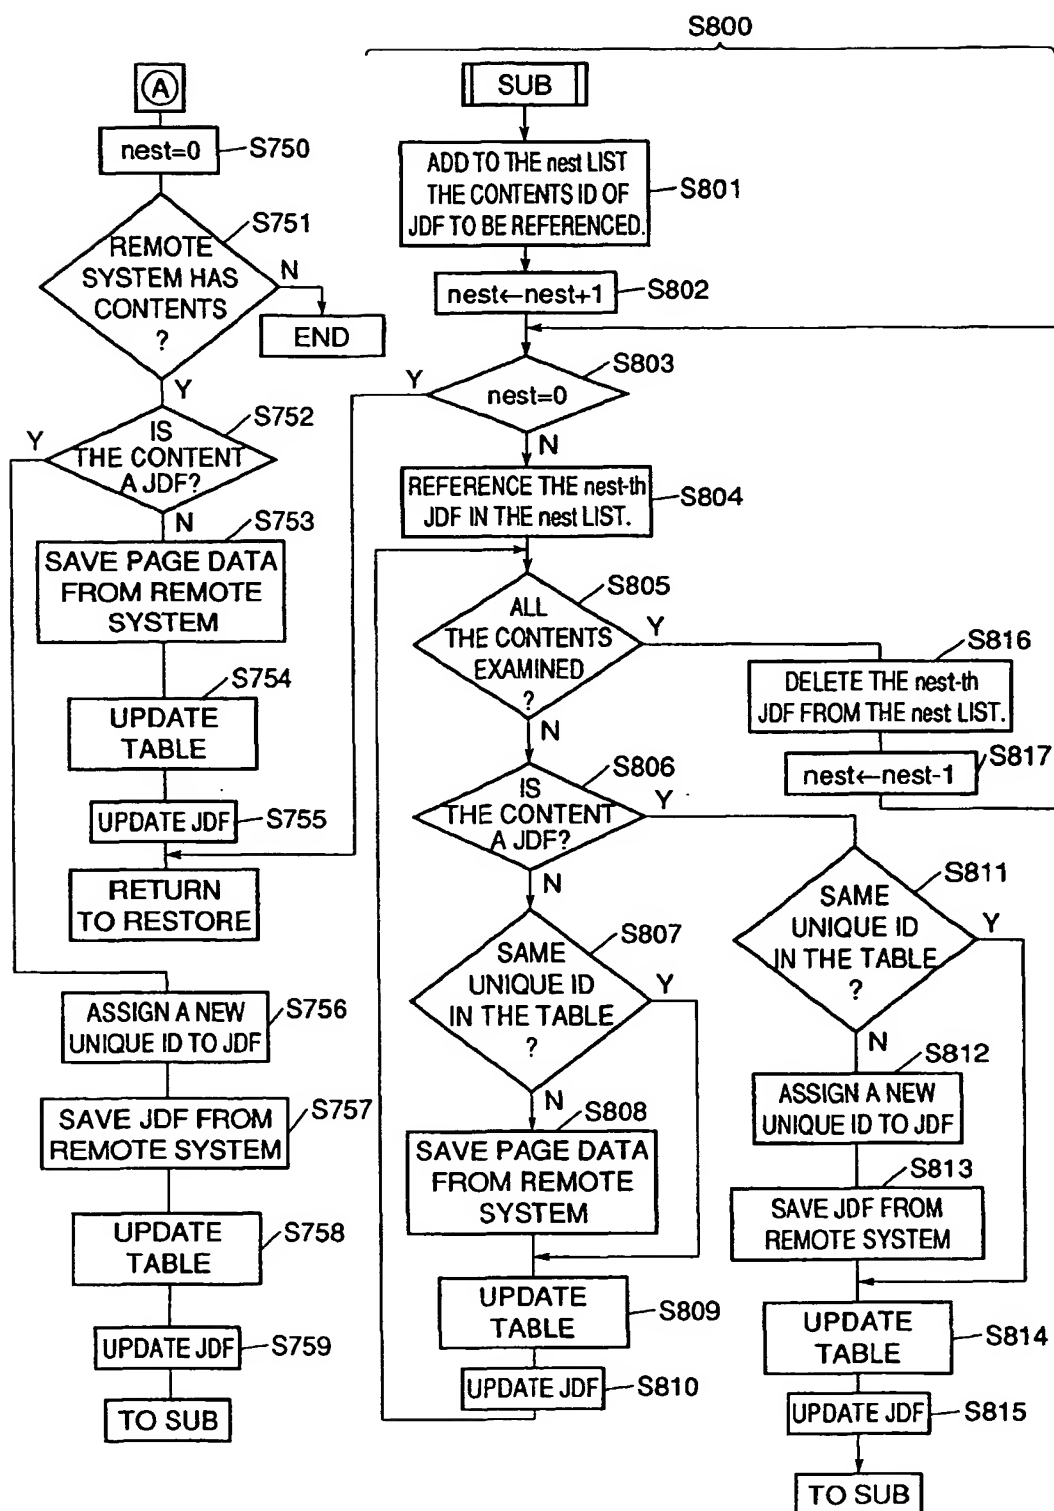 S800
A
nest=0
S750
REMOTE
SYSTEM HAS
CONTENTS
?
S751
N
END
Y
IS
THE CONTENT
A JDF?
S752
Y
N
S753
SAVE PAGE DATA
FROM REMOTE
SYSTEM
S754
UPDATE
TABLE
UPDATE JDF
S755
RETURN
TO RESTORE
ASSIGN A NEW
UNIQUE ID TO JDF
S756
SAVE JDF FROM
REMOTE SYSTEM
S757
UPDATE
TABLE
S758
UPDATE JDF
S759
TO SUB
SUB
ADD TO THE nest LIST
THE CONTENTS ID OF
JDF TO BE REFERENCED.
S801
nest←nest+1
S802
S803
Y
nest=0
N
REFERENCE THE nest-th
JDF IN THE nest LIST.
S804
S805
ALL
THE CONTENTS
EXAMINED
?
Y
N
S816
DELETE THE nest-th
JDF FROM THE nest LIST.
nest←nest-1
S817
S806
IS
THE CONTENT
A JDF?
Y
N
S807
SAME
UNIQUE ID
IN THE TABLE
?
Y
N
S808
SAVE PAGE DATA
FROM REMOTE
SYSTEM
UPDATE
TABLE
S809
UPDATE JDF
S810
S811
SAME
UNIQUE ID
IN THE TABLE
?
Y
N
S812
ASSIGN A NEW
UNIQUE ID TO JDF
S813
SAVE JDF FROM
REMOTE SYSTEM
UPDATE
TABLE
S814
UPDATE JDF
S815
TO SUB